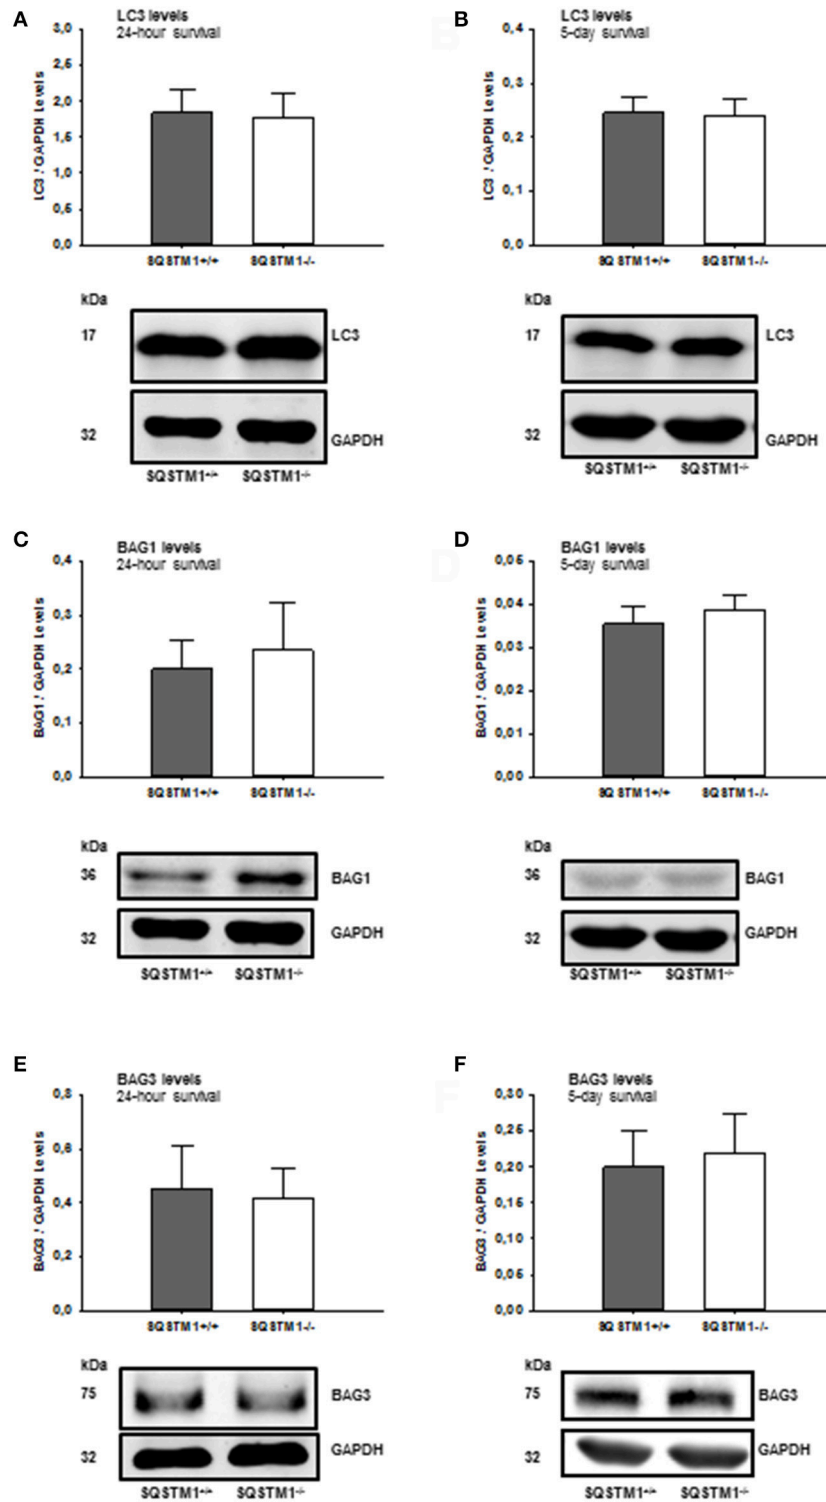 A
LC3 levels
24-hour survival
3,0
2,5
2,0
1,5
1,0
0,5
0,0
LC3 / GAPDH Levels
SQSTM1+/+ SQSTM1-/-
kDa
17
LC3
32
GAPDH
SQSTM1+/+ SQSTM1-/-
B
LC3 levels
5-day survival
0,4
0,3
0,2
0,1
0,0
LC3 / GAPDH Levels
SQSTM1+/+ SQSTM1-/-
kDa
17
LC3
32
GAPDH
SQSTM1+/+ SQSTM1-/-
C
BAG1 levels
24-hour survival
0,4
0,3
0,2
0,1
0,0
BAG1 / GAPDH Levels
SQSTM1+/+ SQSTM1-/-
kDa
36
BAG1
32
GAPDH
SQSTM1+/+ SQSTM1-/-
D
BAG1 levels
5-day survival
0,05
0,04
0,03
0,02
0,01
0,00
BAG1 / GAPDH Levels
SQSTM1+/+ SQSTM1-/-
kDa
36
BAG1
32
GAPDH
SQSTM1+/+ SQSTM1-/-
E
BAG3 levels
24-hour survival
0,8
0,6
0,4
0,2
0,0
BAG3 / GAPDH Levels
SQSTM1+/+ SQSTM1-/-
kDa
75
BAG3
32
GAPDH
SQSTM1+/+ SQSTM1-/-
F
BAG3 levels
5-day survival
0,30
0,25
0,20
0,15
0,10
0,05
0,00
BAG3 / GAPDH Levels
SQSTM1+/+ SQSTM1-/-
kDa
75
BAG3
32
GAPDH
SQSTM1+/+ SQSTM1-/-